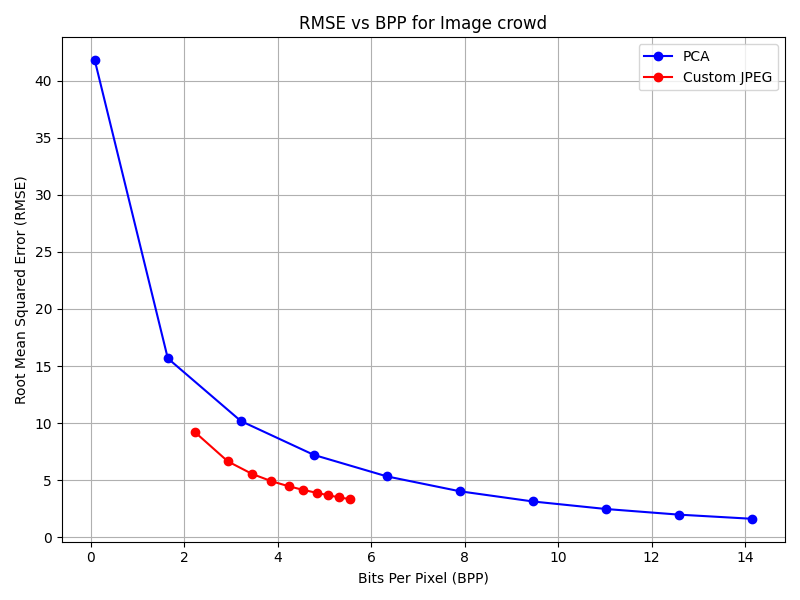 RMSE vs BPP for Image crowd
PCA
Custom JPEG
Root Mean Squared Error (RMSE)
40
35
30
25
20
15
10
5
0
0 2 4 6 8 10 12 14
Bits Per Pixel (BPP)